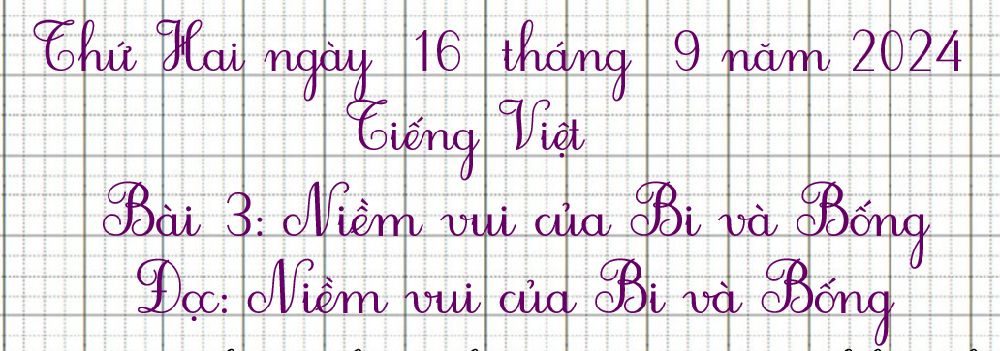 Thứ Hai ngày 16 tháng 9 năm 2024
Tiếng Việt
Bài 3: Niềm vui của Bi và Bống
Đọc: Niềm vui của Bi và Bống